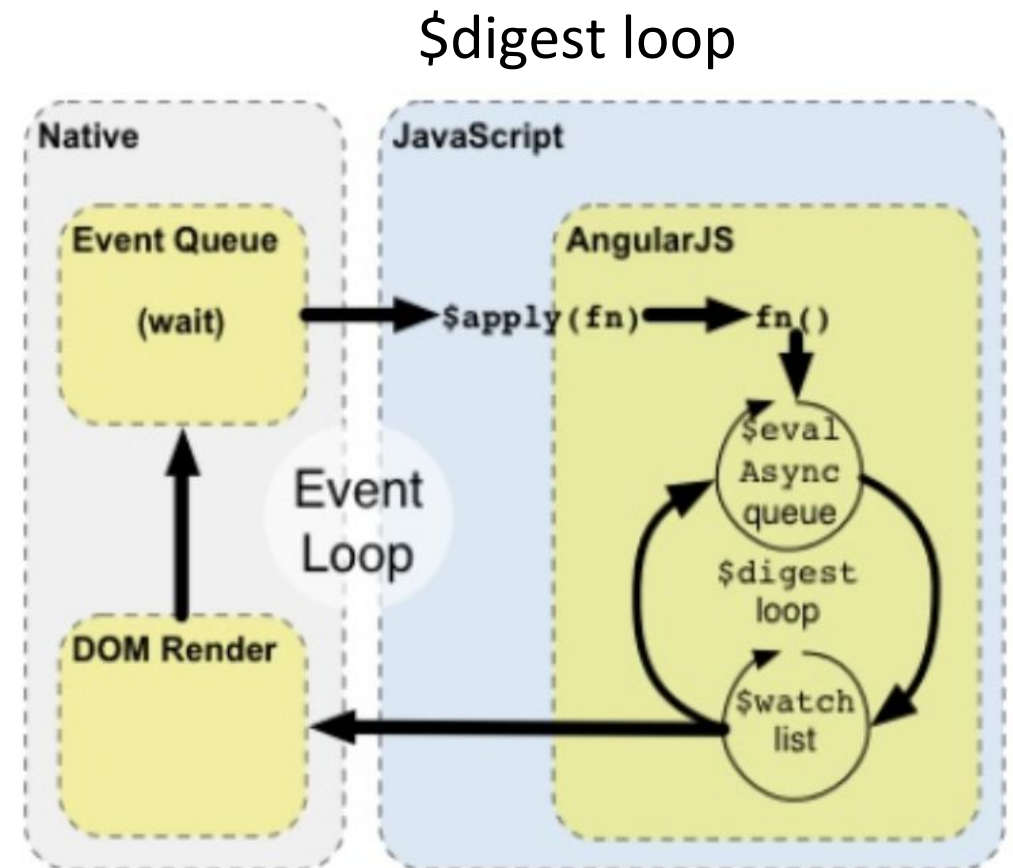 $digest loop
Native
JavaScript
Event Queue
(wait)
AngularJS
$apply(fn)
fn()
$eval
Async
queue
Event
Loop
$digest
loop
DOM Render
$watch
list